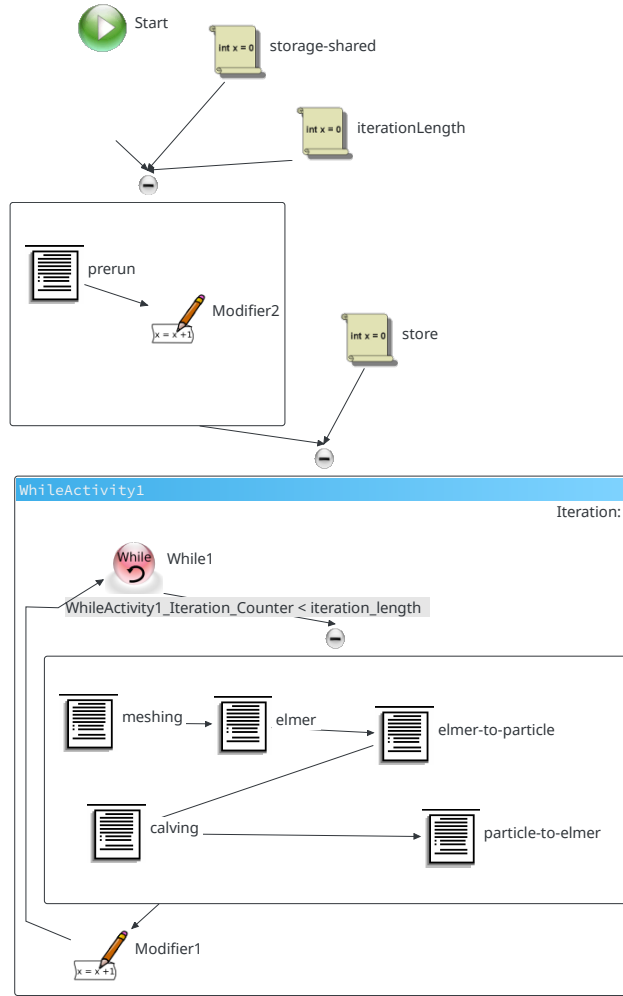 Start
int x = 0
storage-shared
int x = 0
iterationLength
prerun
x = x +1
Modifier2
int x = 0
store
WhileActivity1
Iteration:
While
While1
WhileActivity1_Iteration_Counter < iteration_length
meshing
elmer
elmer-to-particle
calving
particle-to-elmer
x = x +1
Modifier1